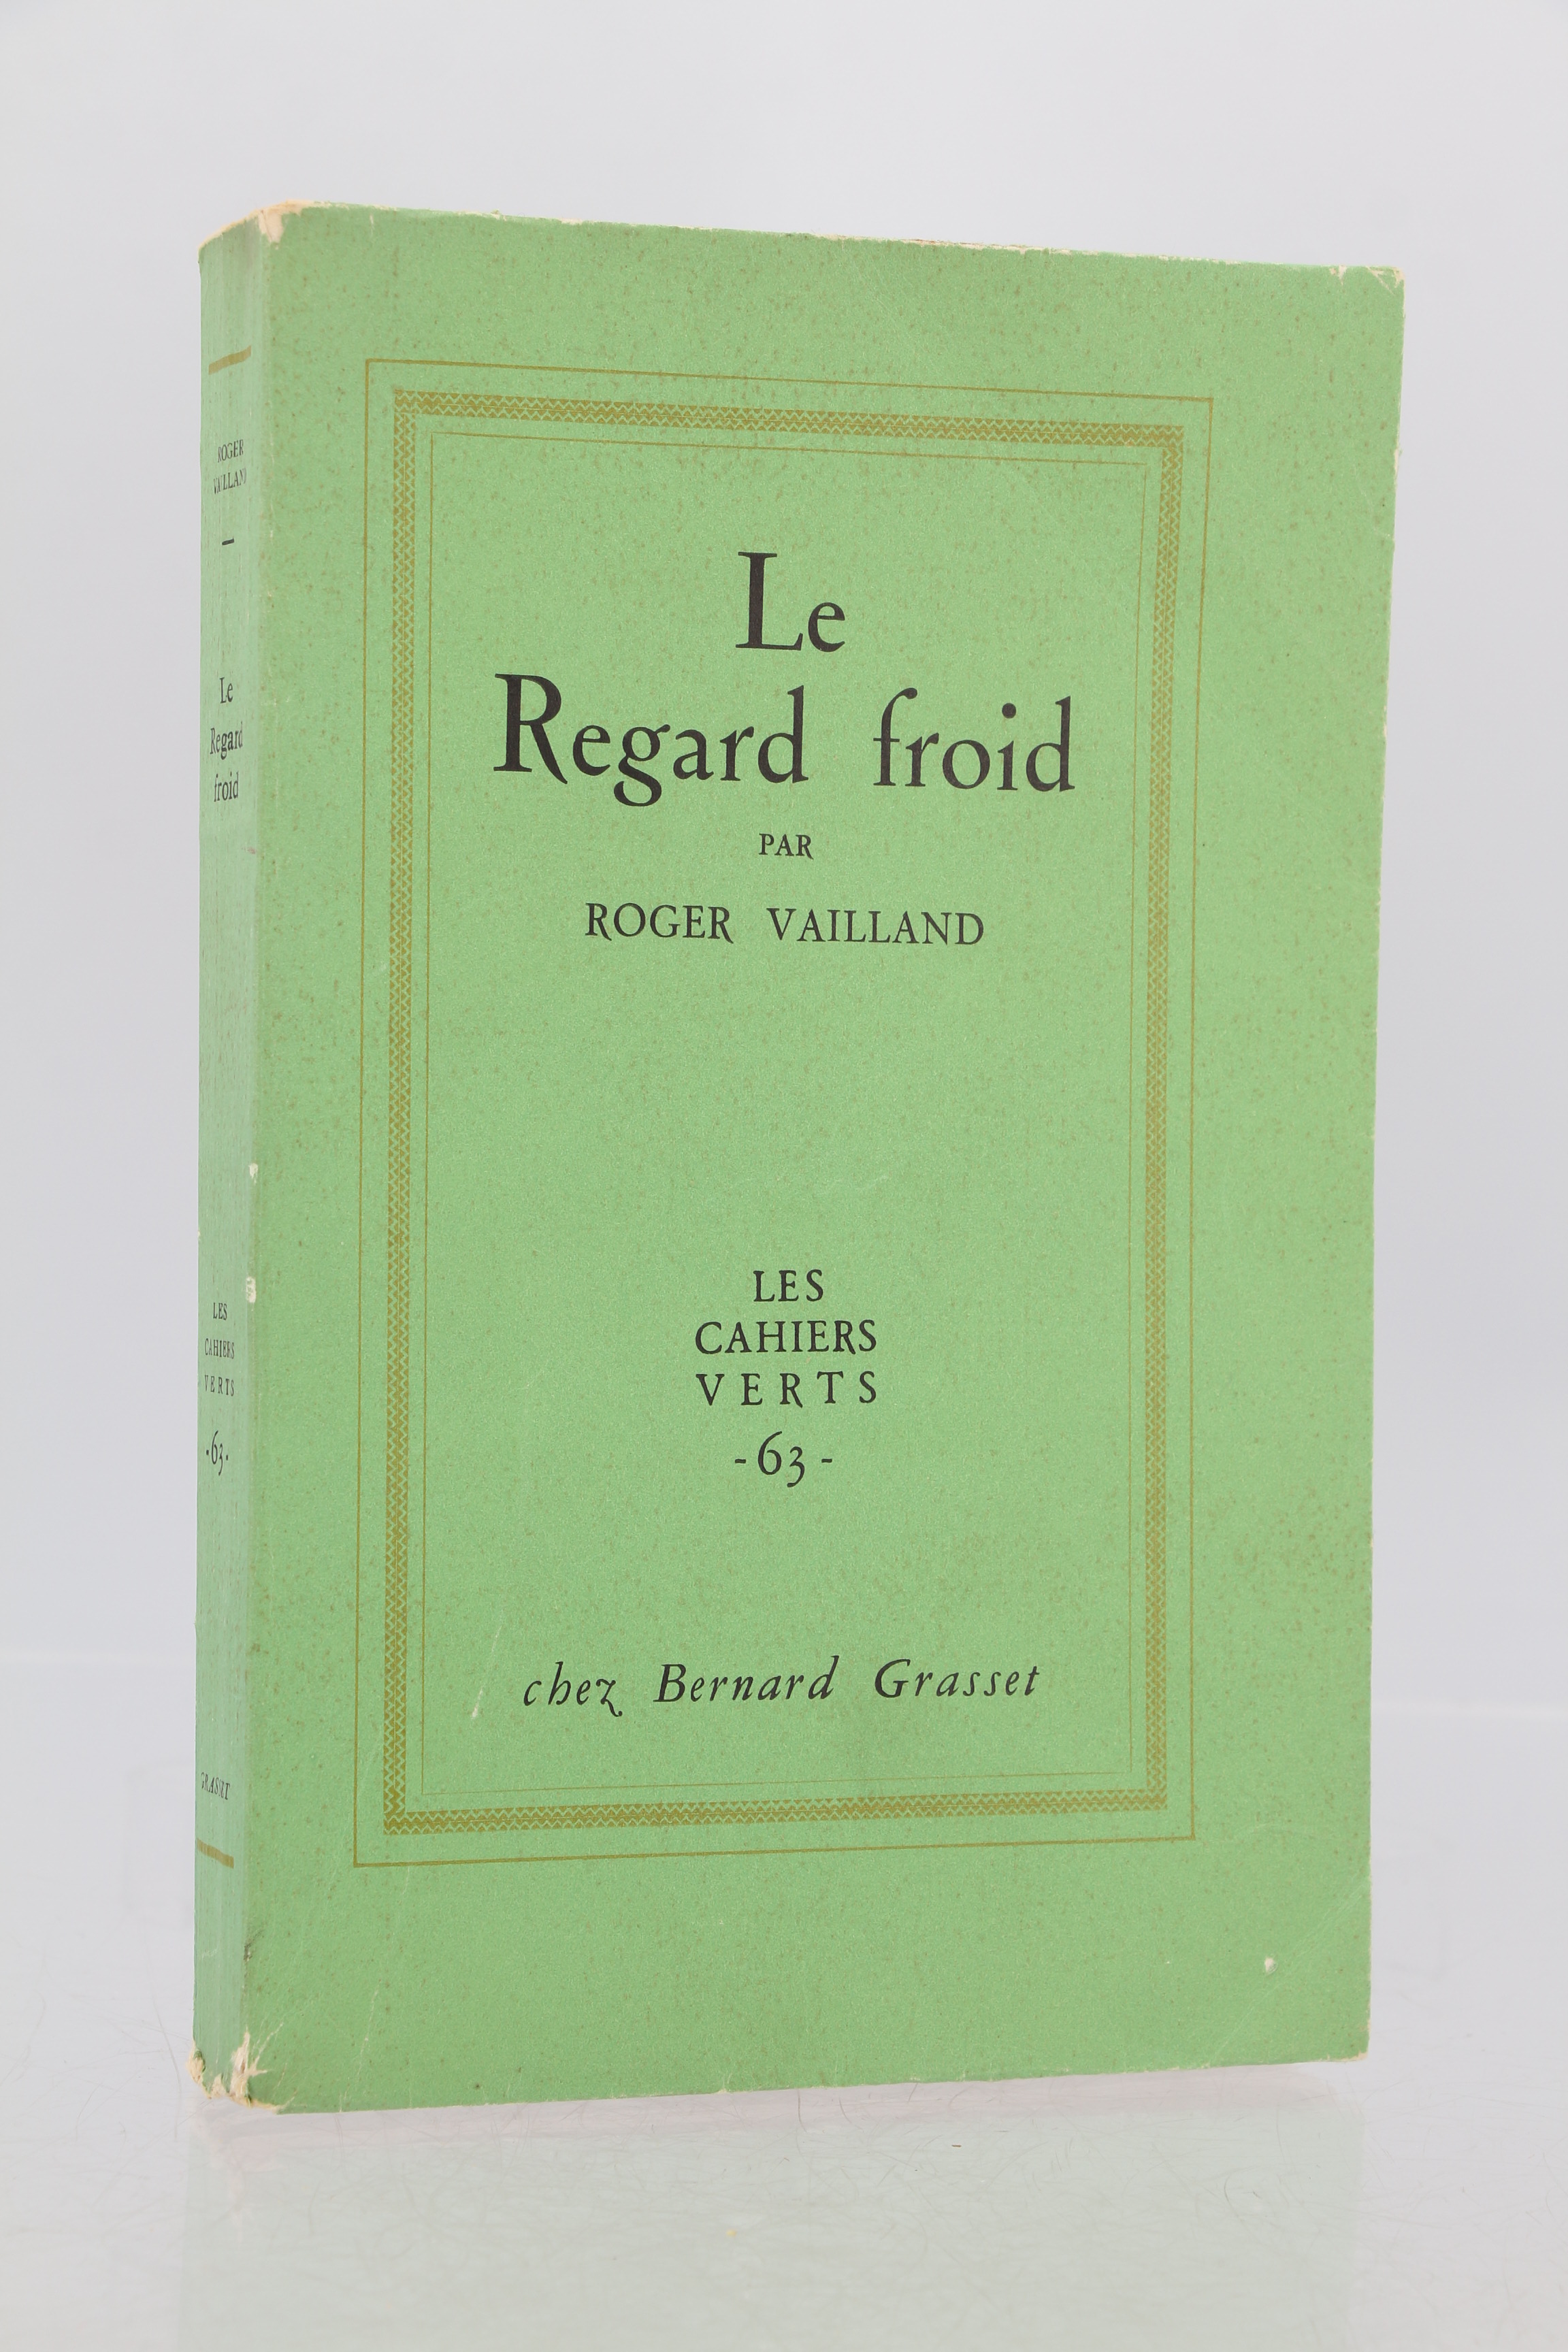 ROGER
VAILLAND
Le
Regard
froid
LES
CAHIERS
VERTS
-63-
GRASSET
Le
Regard froid
PAR
ROGER VAILLAND
LES
CAHIERS
VERTS
-63-
chez Bernard Grasset